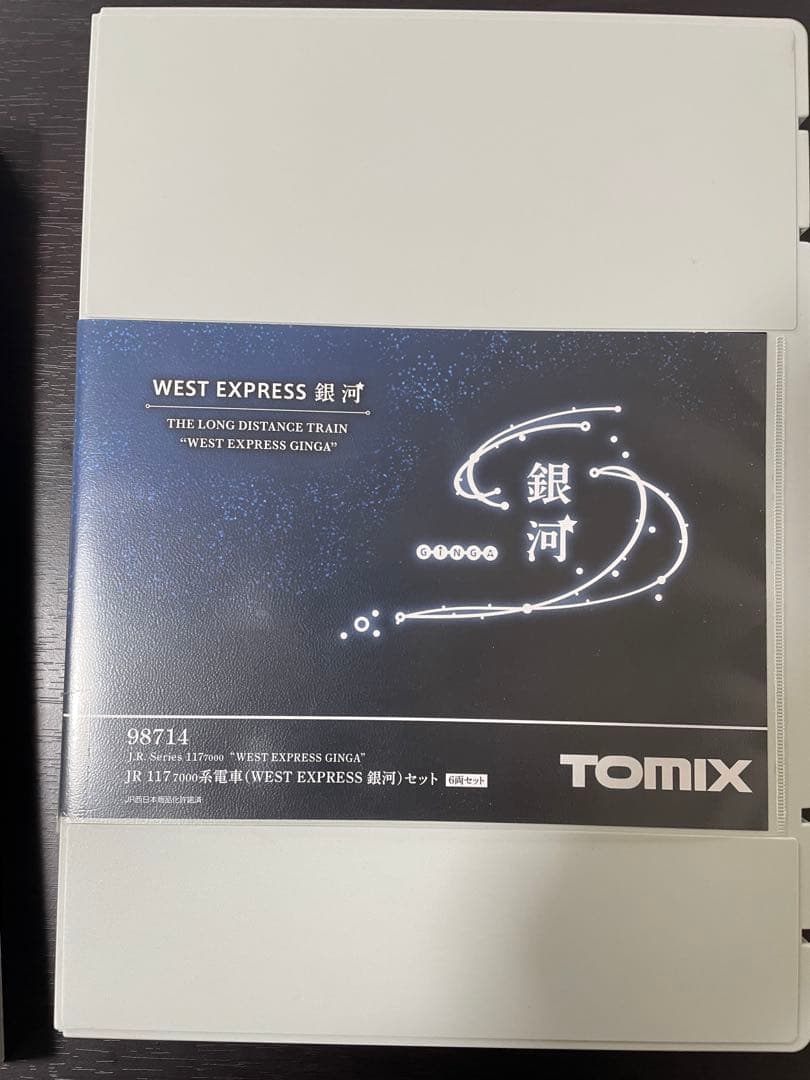 WEST EXPRESS 銀河
THE LONG DISTANCE TRAIN
“WEST EXPRESS GINGA”
銀河
GINGA
98714
J.R. Series 117 7000 “WEST EXPRESS GINGA”
JR 117 7000系電車(WEST EXPRESS 銀河)セット 6両セット
JR西日本商品化許諾済
TOMIX